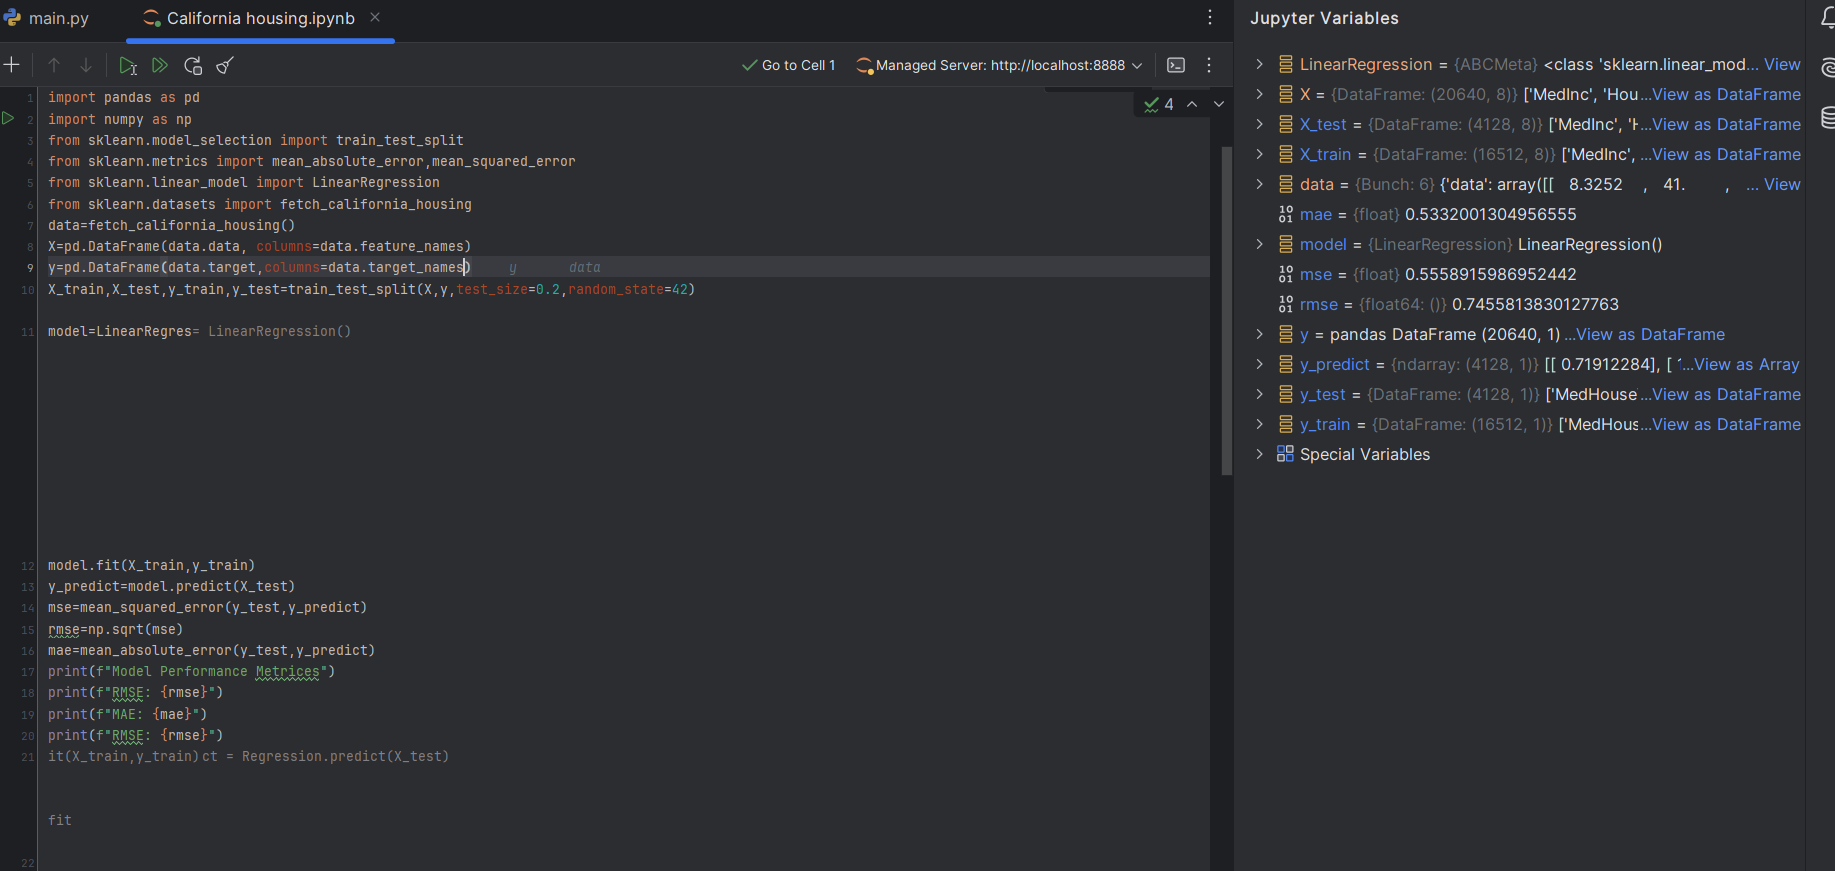 main.py
California housing.ipynb
Jupyter Variables
Go to Cell 1
Managed Server: http://localhost:8888
4
1 import pandas as pd
2 import numpy as np
3 from sklearn.model_selection import train_test_split
4 from sklearn.metrics import mean_absolute_error,mean_squared_error
5 from sklearn.linear_model import LinearRegression
6 from sklearn.datasets import fetch_california_housing
7 data=fetch_california_housing()
8 X=pd.DataFrame(data.data, columns=data.feature_names)
9 y=pd.DataFrame(data.target,columns=data.target_names) y data
10 X_train,X_test,y_train,y_test=train_test_split(X,y,test_size=0.2,random_state=42)
11 model=LinearRegres= LinearRegression()
12 model.fit(X_train,y_train)
13 y_predict=model.predict(X_test)
14 mse=mean_squared_error(y_test,y_predict)
15 rmse=np.sqrt(mse)
16 mae=mean_absolute_error(y_test,y_predict)
17 print(f"Model Performance Metrices")
18 print(f"RMSE: {rmse}")
19 print(f"MAE: {mae}")
20 print(f"RMSE: {rmse}")
21 it(X_train,y_train)ct = Regression.predict(X_test)
fit
22
LinearRegression = {ABCMeta} <class 'sklearn.linear_mod... View
X = {DataFrame: (20640, 8)} ['MedInc', 'Hou...View as DataFrame
X_test = {DataFrame: (4128, 8)} ['MedInc', 'H...View as DataFrame
X_train = {DataFrame: (16512, 8)} ['MedInc', ...View as DataFrame
data = {Bunch: 6} {'data': array([[ 8.3252 , 41. , ... View
10 01 mae = {float} 0.5332001304956555
model = {LinearRegression} LinearRegression()
10 01 mse = {float} 0.5558915986952442
10 01 rmse = {float64: ()} 0.7455813830127763
y = pandas DataFrame (20640, 1) ...View as DataFrame
y_predict = {ndarray: (4128, 1)} [[ 0.71912284], [ 1...View as Array
y_test = {DataFrame: (4128, 1)} ['MedHouse...View as DataFrame
y_train = {DataFrame: (16512, 1)} ['MedHous...View as DataFrame
Special Variables